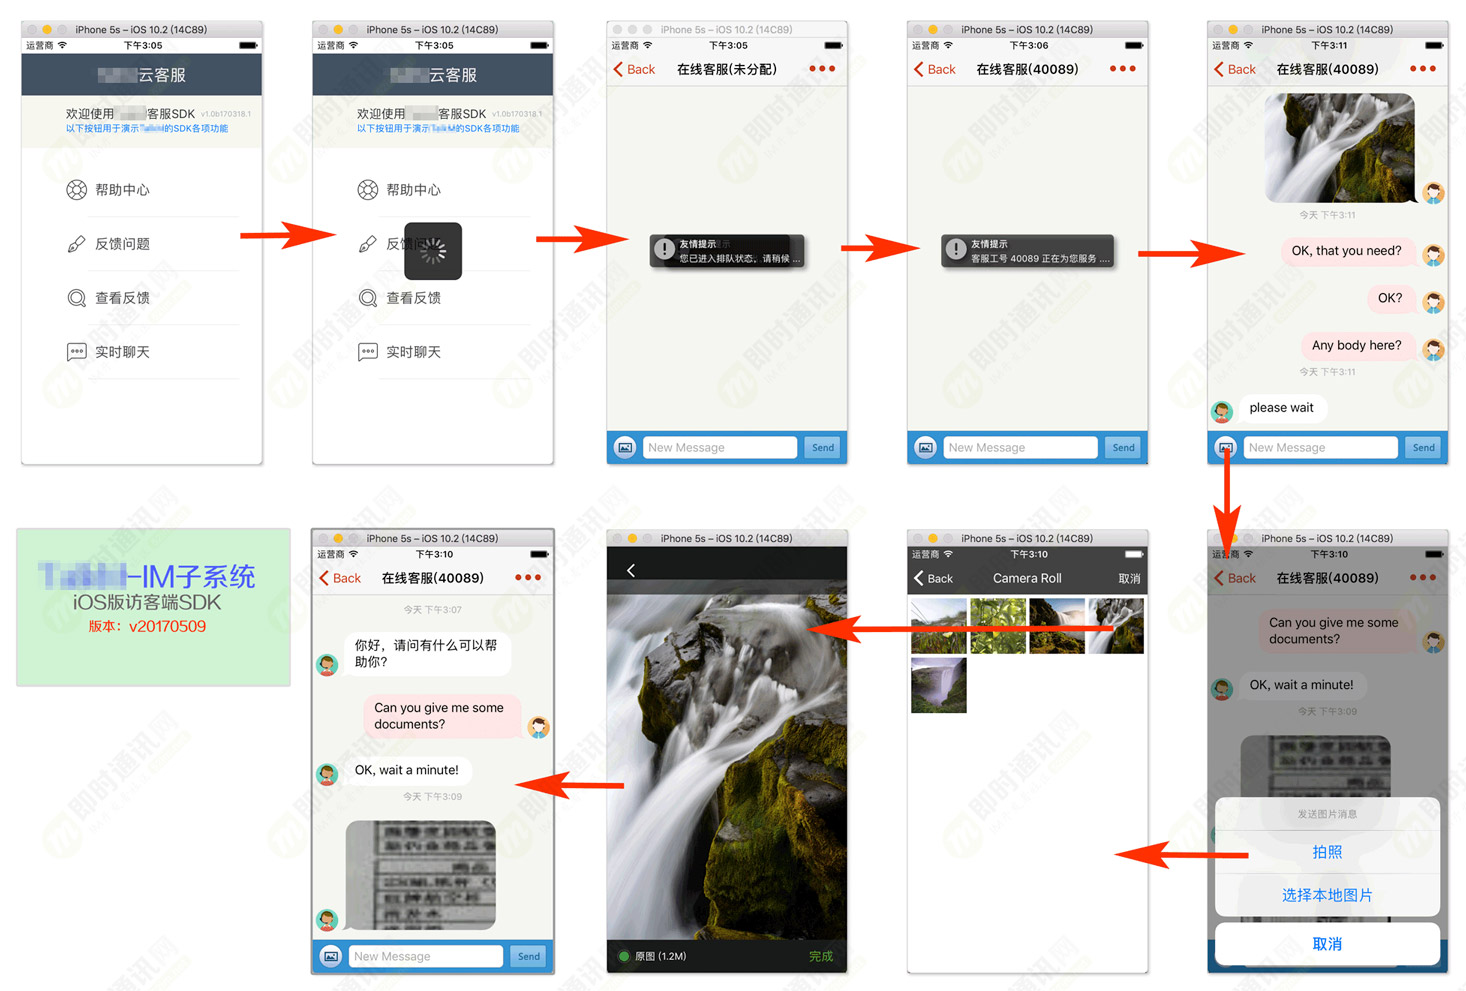 iPhone 5s – iOS 10.2 (14C89)
运营商 下午3:05
云客服
欢迎使用 客服SDK v1.0b170318.1
以下按钮用于演示 的SDK各项功能
帮助中心
反馈问题
查看反馈
实时聊天
iPhone 5s – iOS 10.2 (14C89)
运营商 下午3:05
云客服
欢迎使用 客服SDK v1.0b170318.1
以下按钮用于演示 的SDK各项功能
帮助中心
反馈问题
查看反馈
实时聊天
iPhone 5s – iOS 10.2 (14C89)
运营商 下午3:05
Back 在线客服(未分配)
友情提示
您已进入排队状态，请稍候 ...
New Message Send
iPhone 5s – iOS 10.2 (14C89)
运营商 下午3:06
Back 在线客服(40089)
友情提示
客服工号 40089 正在为您服务 ....
New Message Send
iPhone 5s – iOS 10.2 (14C89)
运营商 下午3:11
Back 在线客服(40089)
今天 下午3:11
OK, that you need?
OK?
Any body here?
今天 下午3:11
please wait
New Message Send
iPhone 5s – iOS 10.2 (14C89)
运营商 下午3:10
Back 在线客服(40089)
Can you give me some
documents?
OK, wait a minute!
今天 下午3:09
发送图片消息
拍照
选择本地图片
取消
iPhone 5s – iOS 10.2 (14C89)
运营商 下午3:10
Back Camera Roll 取消
iPhone 5s – iOS 10.2 (14C89)
原图 (1.2M) 完成
iPhone 5s – iOS 10.2 (14C89)
运营商 下午3:10
Back 在线客服(40089)
今天 下午3:07
你好，请问有什么可以帮
助你?
Can you give me some
documents?
OK, wait a minute!
今天 下午3:09
New Message Send
-IM子系统
iOS版访客端SDK
版本：v20170509
即时通讯网